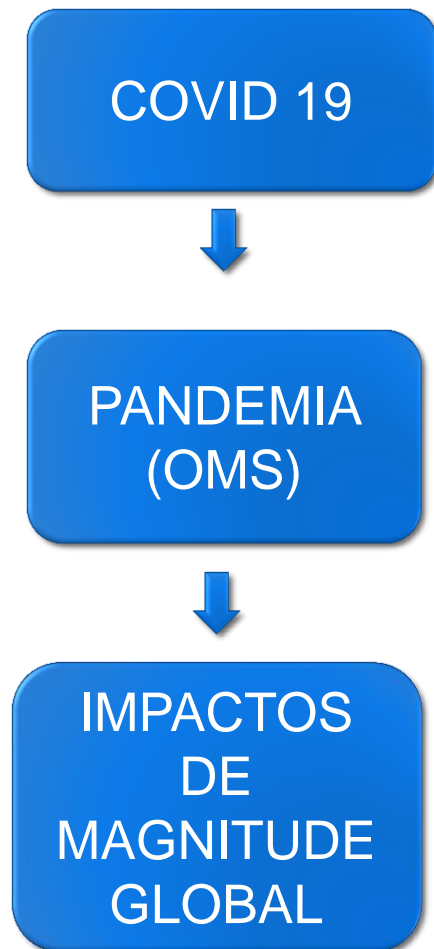 COVID 19
PANDEMIA
(OMS)
IMPACTOS
DE
MAGNITUDE
GLOBAL